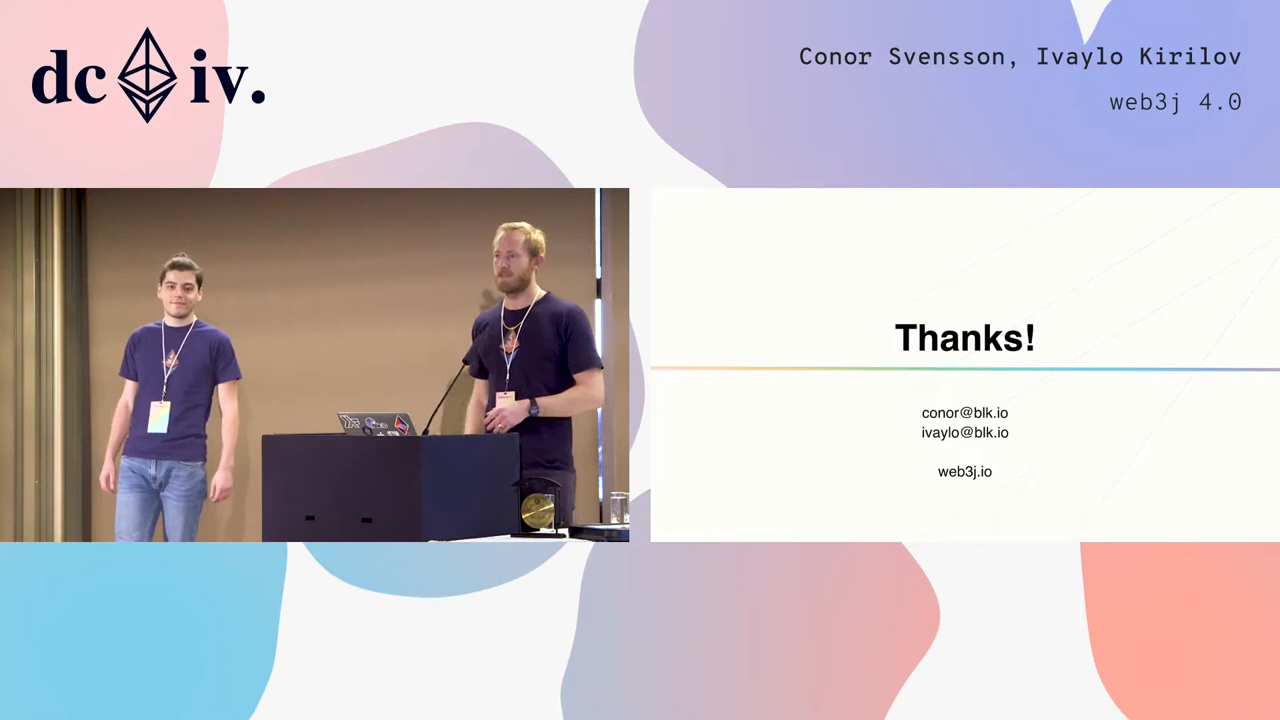 dc iv.
Conor Svensson, Ivaylo Kirilov
web3j 4.0
Thanks!
conor@blk.io
ivaylo@blk.io
web3j.io